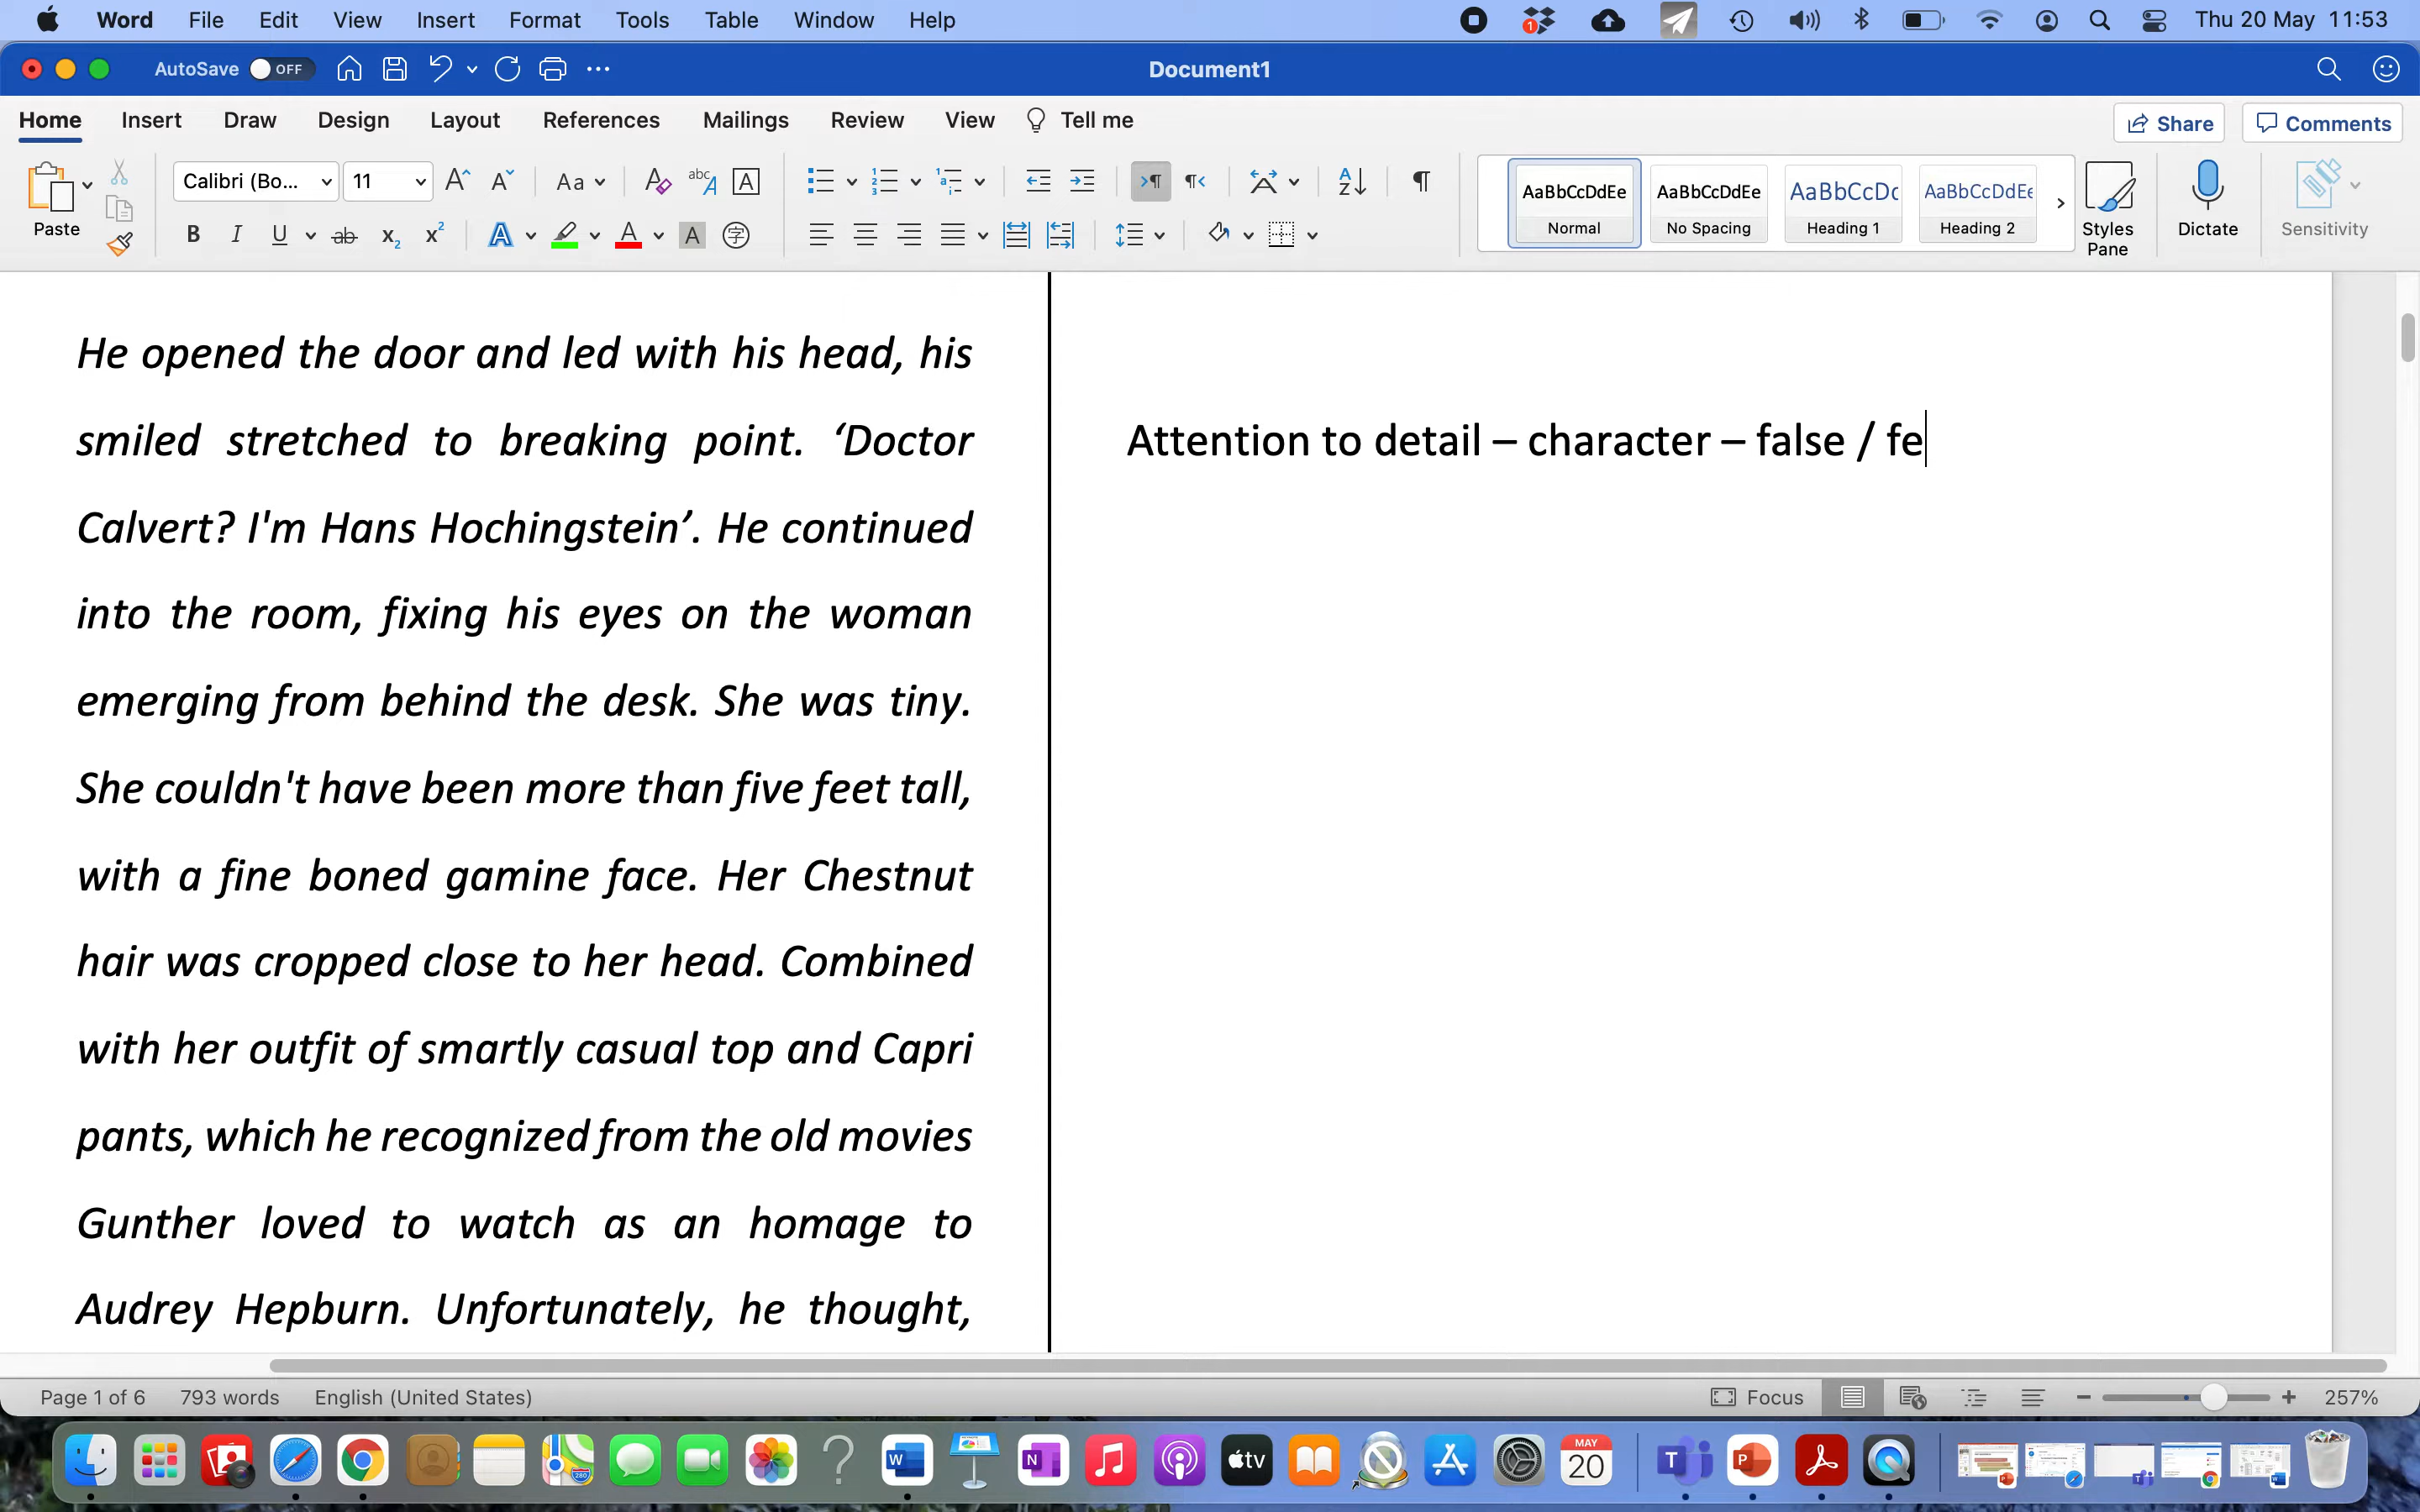 Word File Edit View Insert Format Tools Table Window Help Thu 20 May 11:53
AutoSave OFF Document1
Home Insert Draw Design Layout References Mailings Review View Tell me Share Comments
Paste Calibri (Bo... 11 Aa
AaBbCcDdEe AaBbCcDdEe AaBbCcDc AaBbCcDdEe
Normal No Spacing Heading 1 Heading 2
Styles Pane Dictate Sensitivity
He opened the door and led with his head, his
smiled stretched to breaking point. ‘Doctor
Calvert? I'm Hans Hochingstein’. He continued
into the room, fixing his eyes on the woman
emerging from behind the desk. She was tiny.
She couldn't have been more than five feet tall,
with a fine boned gamine face. Her Chestnut
hair was cropped close to her head. Combined
with her outfit of smartly casual top and Capri
pants, which he recognized from the old movies
Gunther loved to watch as an homage to
Audrey Hepburn. Unfortunately, he thought,
Attention to detail – character – false / fe
Page 1 of 6 793 words English (United States) Focus 257%
tv MAY 20